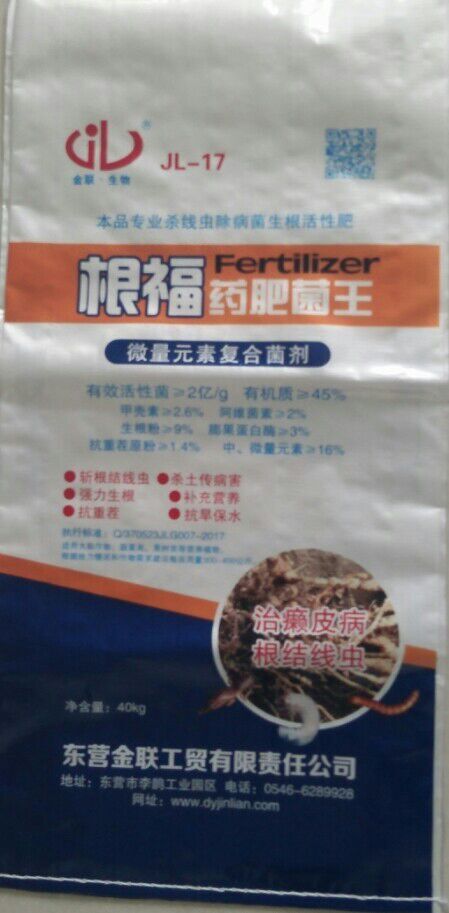 JL
®
金联·生物
JL-17
本品专业杀线虫除病菌生根活性肥
根福
Fertilizer
药肥菌王
微量元素复合菌剂
有效活性菌≥2亿/g 有机质≥45%
甲壳素≥2.6% 阿维菌素≥2%
生根粉≥9% 膨果蛋白酶≥3%
抗重茬原粉≥1.4% 中、微量元素≥16%
●斩根结线虫 ●杀土传病害
●强力生根 ●补充营养
●抗重茬 ●抗旱保水
执行标准：Q/370523JLG007-2017
治癞皮病
根结线虫
净含量：40kg
东营金联工贸有限责任公司
地址：东营市李鹊工业园区 电话：0546-6289928
网址：www.dyjinlian.com